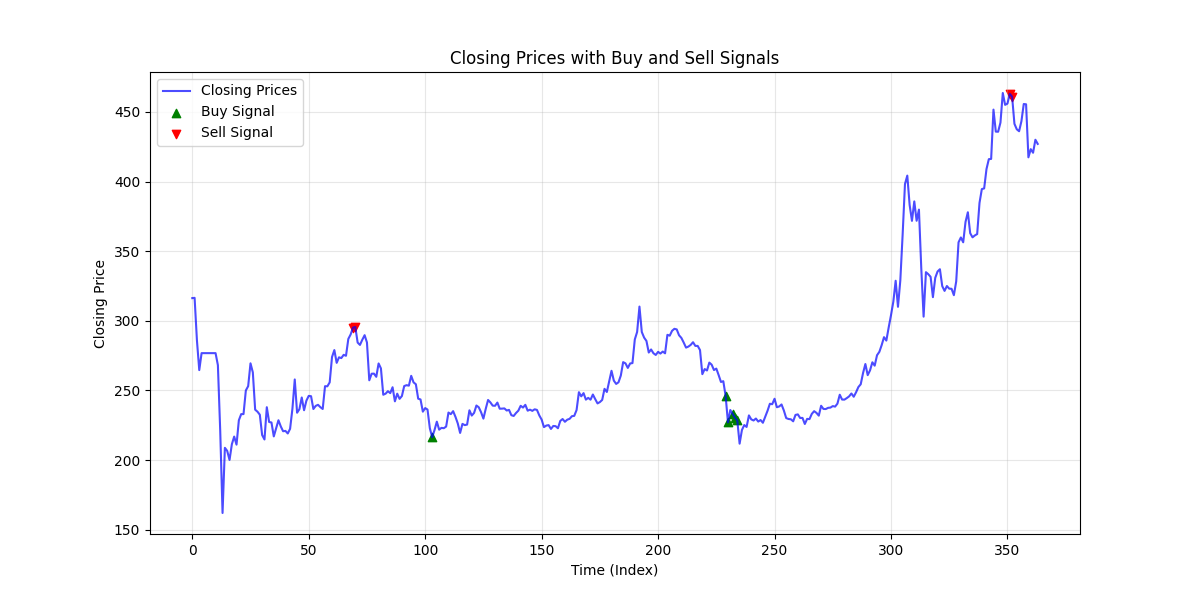 Closing Prices with Buy and Sell Signals
Closing Prices
Buy Signal
Sell Signal
Closing Price
450
400
350
300
250
200
150
0 50 100 150 200 250 300 350
Time (Index)